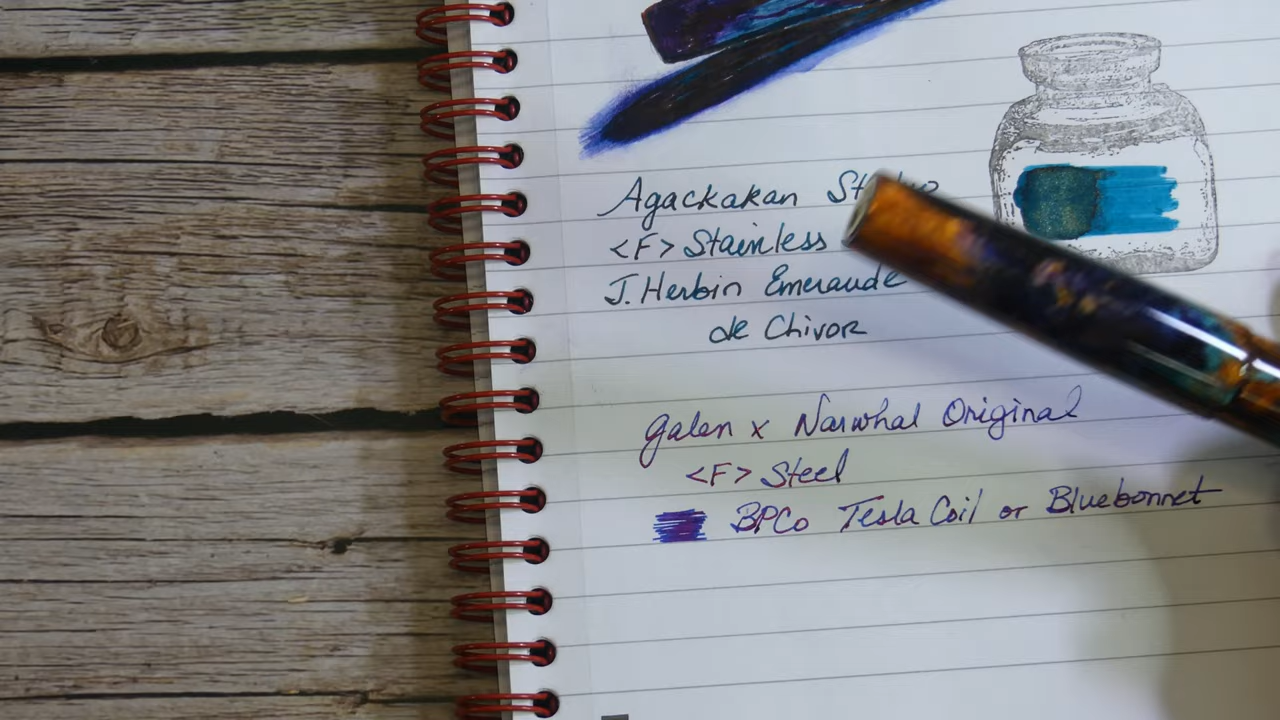 Agackakan
<F> Stainless
J. Herbin Emeraude
de Chivor
Galen x Narwhal Original
<F> Steel
BPCo Tesla Coil or Bluebonnet